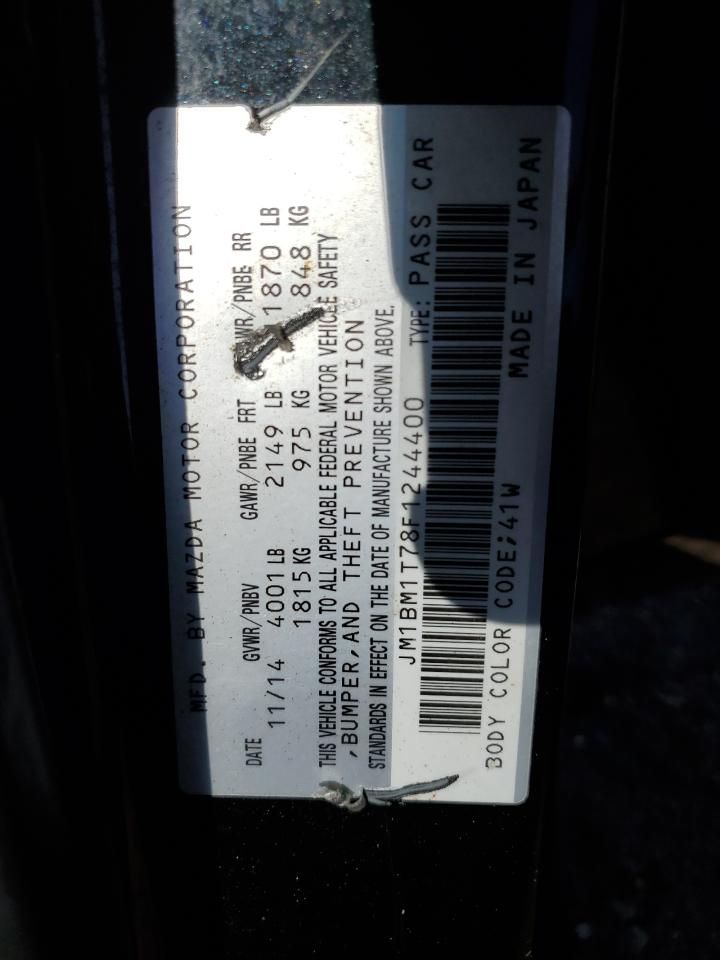 MFD. BY MAZDA MOTOR CORPORATION
DATE GVWR/PNBV GAWR/PNBE FRT GAWR/PNBE RR
11/14 4001 LB 2149 LB 1870 LB
1815 KG 975 KG 848 KG
THIS VEHICLE CONFORMS TO ALL APPLICABLE FEDERAL MOTOR VEHICLE SAFETY
,BUMPER,AND THEFT PREVENTION
STANDARDS IN EFFECT ON THE DATE OF MANUFACTURE SHOWN ABOVE.
JM1BM1T78F1244400 TYPE: PASS CAR
BODY COLOR CODE;41W MADE IN JAPAN